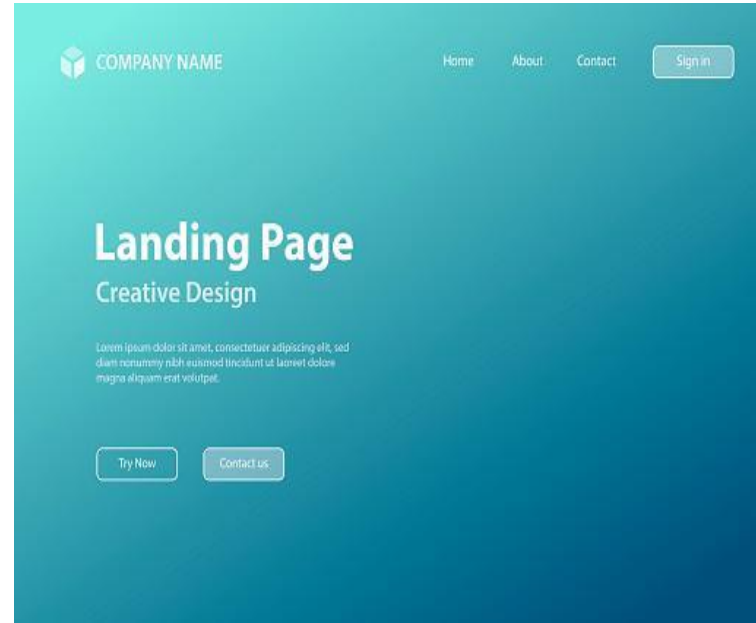 COMPANY NAME
Home About Contact Sign in
Landing Page
Creative Design
Lorem ipsum dolor sit amet, consectetuer adipiscing elit, sed
diam nonummy nibh euismod tincidunt ut laoreet dolore
magna aliquam erat volutpat.
Try Now Contact us